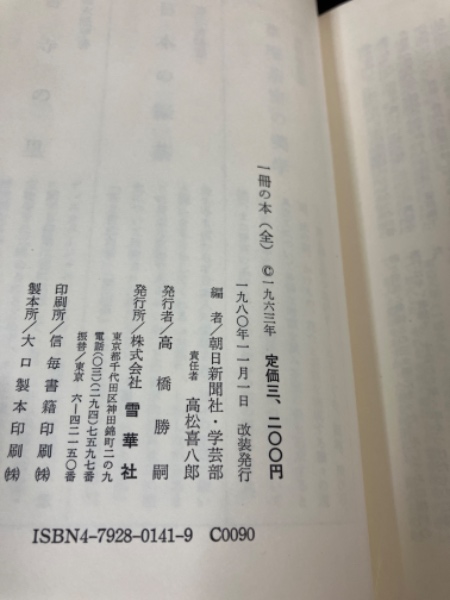 一冊の本（全） © 一九六三年 定価三、二〇〇円
一九八〇年一一月一日 改装発行
編者／朝日新聞社・学芸部
責任者 高松喜八郎
発行者／高橋勝嗣
発行所／株式会社 雪華社
東京都千代田区神田錦町二の九
電話（〇三）（二九四）七五九七番
振替／東京 六―四二一五〇番
印刷所／信毎書籍印刷㈱
製本所／大口製本印刷㈱
ISBN4-7928-0141-9 C0090